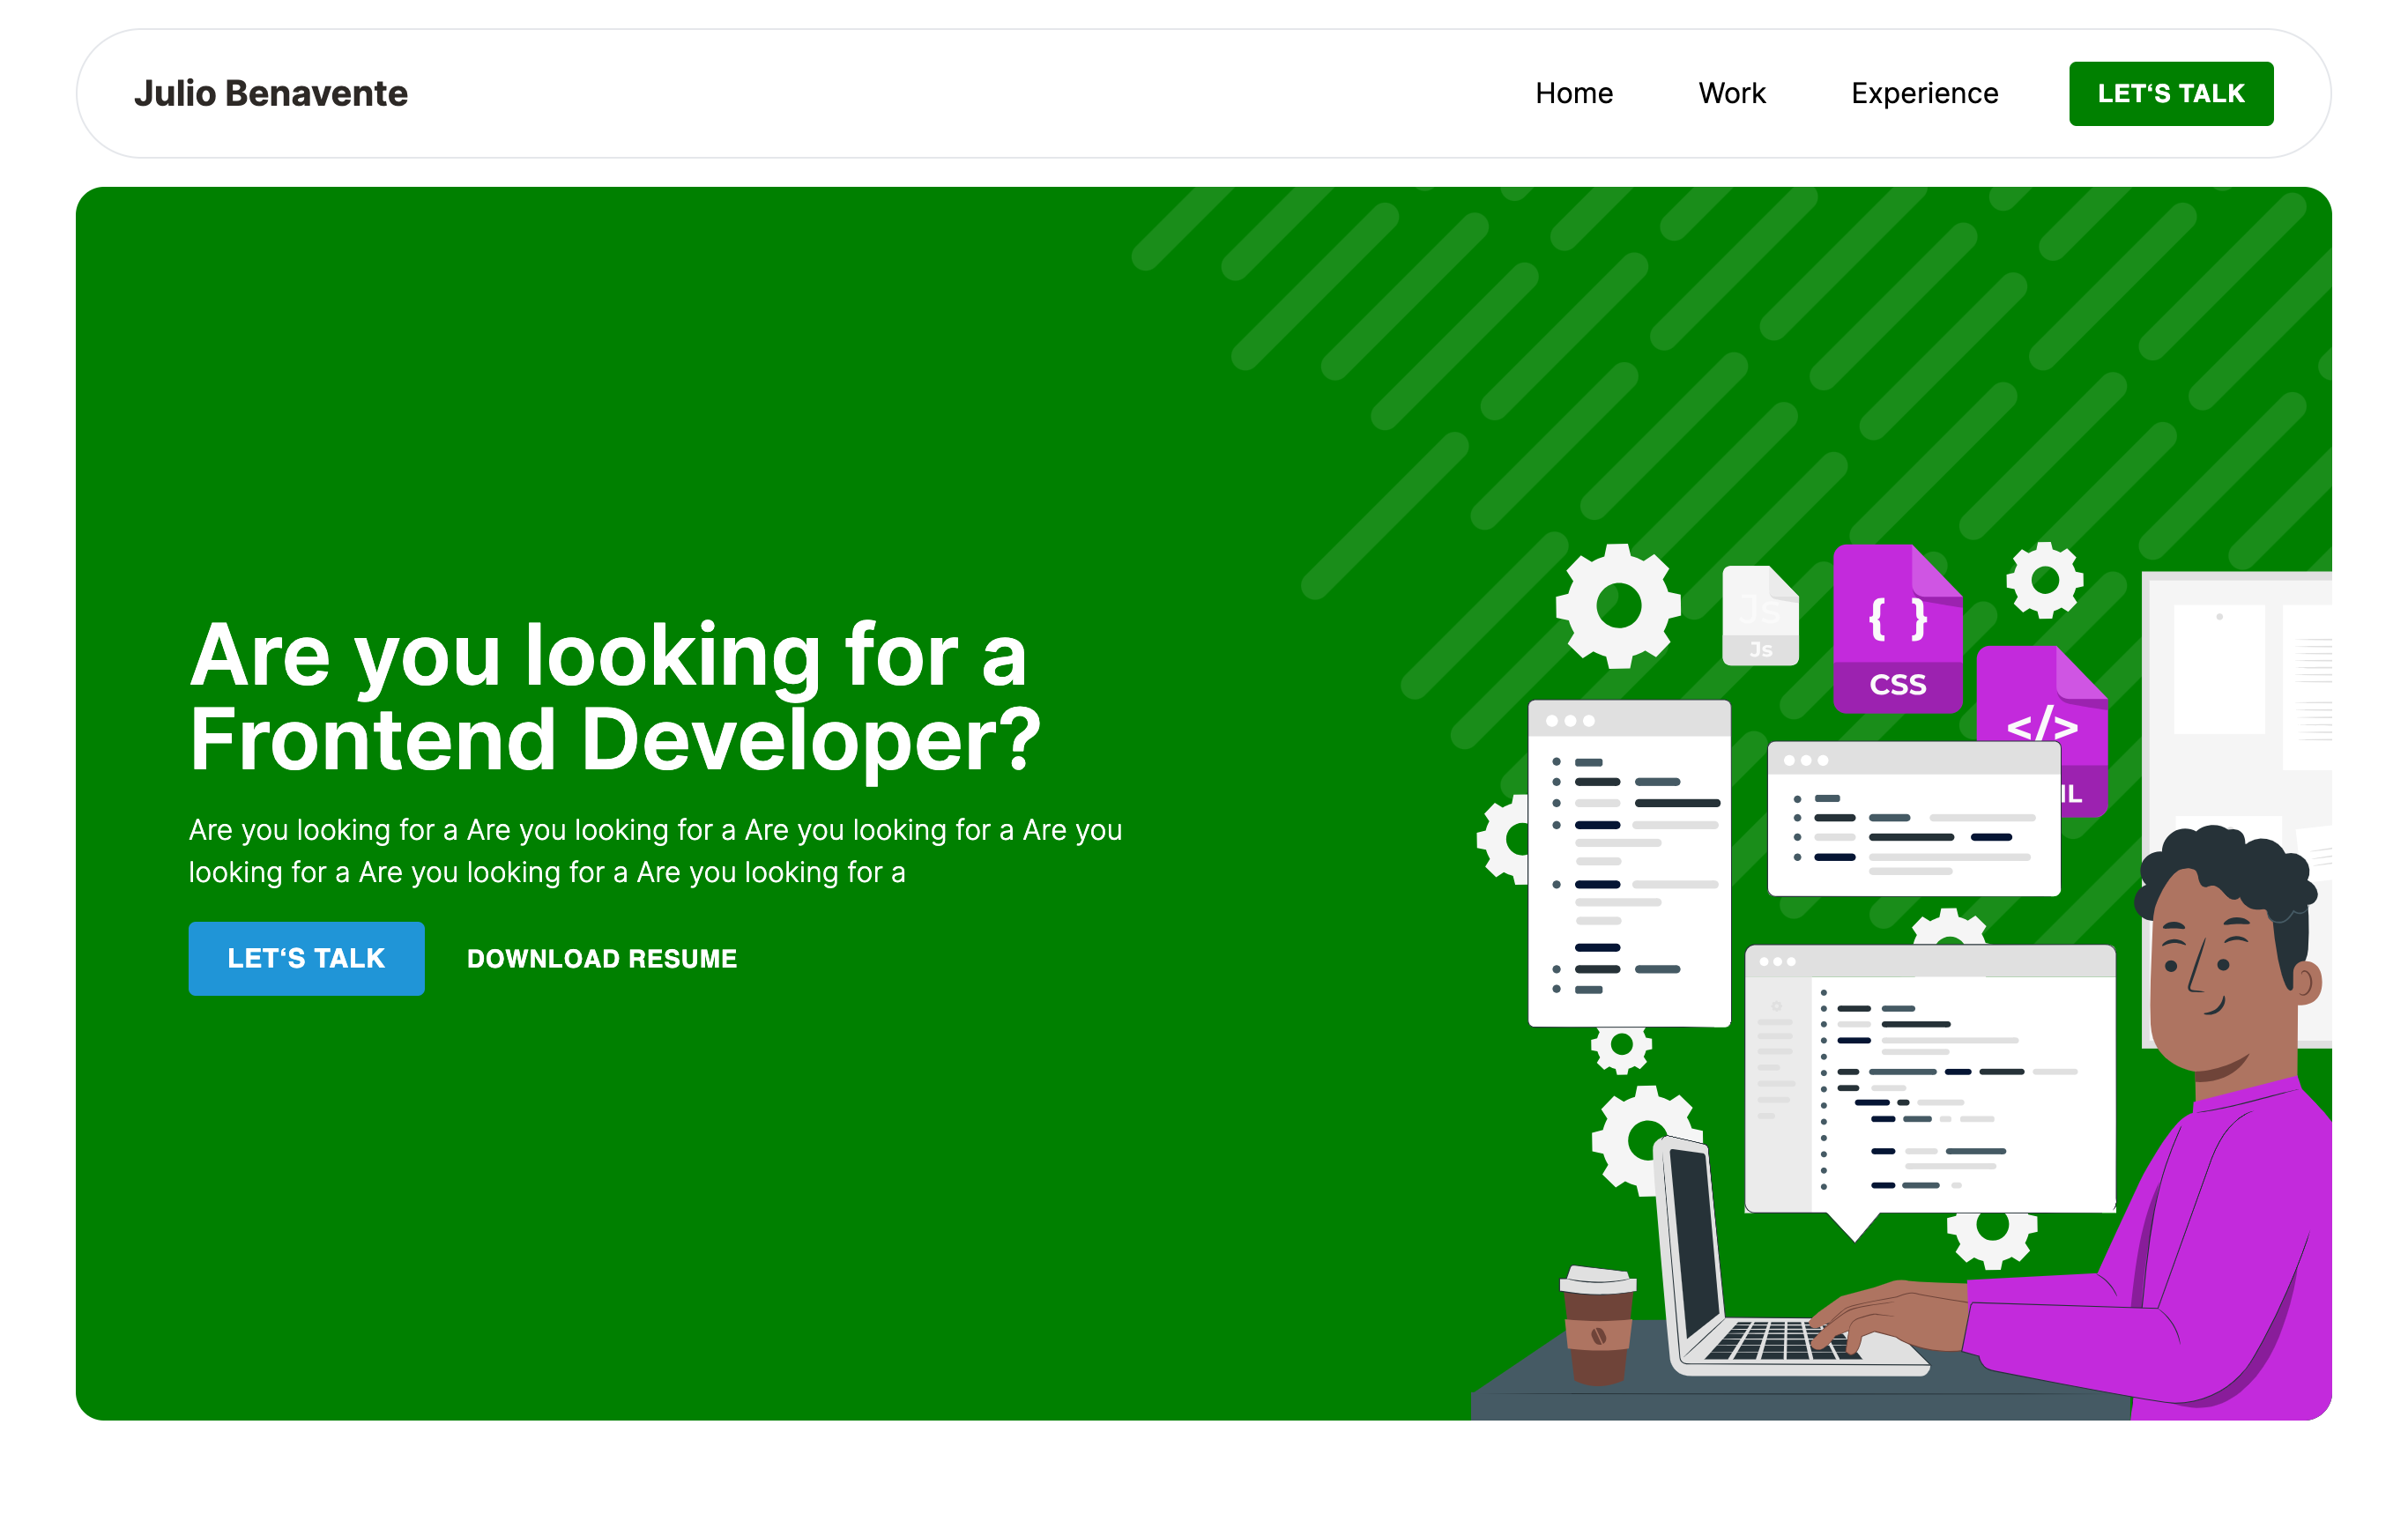 Julio Benavente
Home Work Experience LET‘S TALK
Are you looking for a
Frontend Developer?
Are you looking for a Are you looking for a Are you looking for a Are you
looking for a Are you looking for a Are you looking for a
LET‘S TALK DOWNLOAD RESUME
Js
Js
{ }
CSS
</>
IL